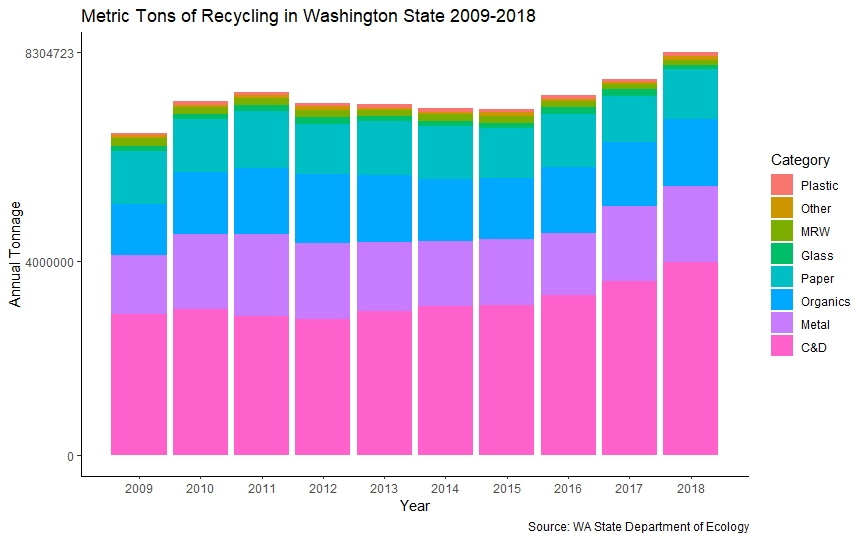 Metric Tons of Recycling in Washington State 2009-2018
8304723
4000000
0
Annual Tonnage
2009 2010 2011 2012 2013 2014 2015 2016 2017 2018
Year
Category
Plastic
Other
MRW
Glass
Paper
Organics
Metal
C&D
Source: WA State Department of Ecology